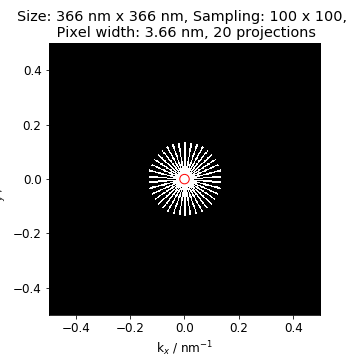 Size: 366 nm x 366 nm, Sampling: 100 x 100,
Pixel width: 3.66 nm, 20 projections
0.4
0.2
0.0
−0.2
−0.4
−0.4 −0.2 0.0 0.2 0.4
kₓ / nm⁻¹